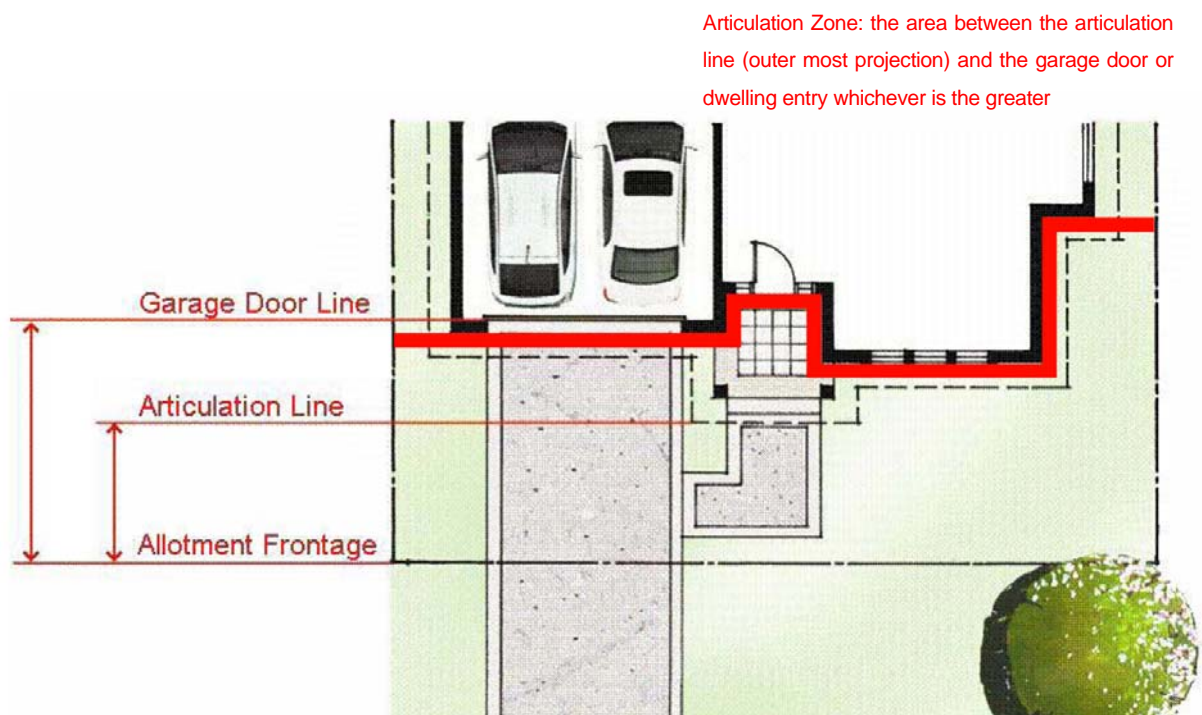 Articulation Zone: the area between the articulation
line (outer most projection) and the garage door or
dwelling entry whichever is the greater
Garage Door Line
Articulation Line
Allotment Frontage